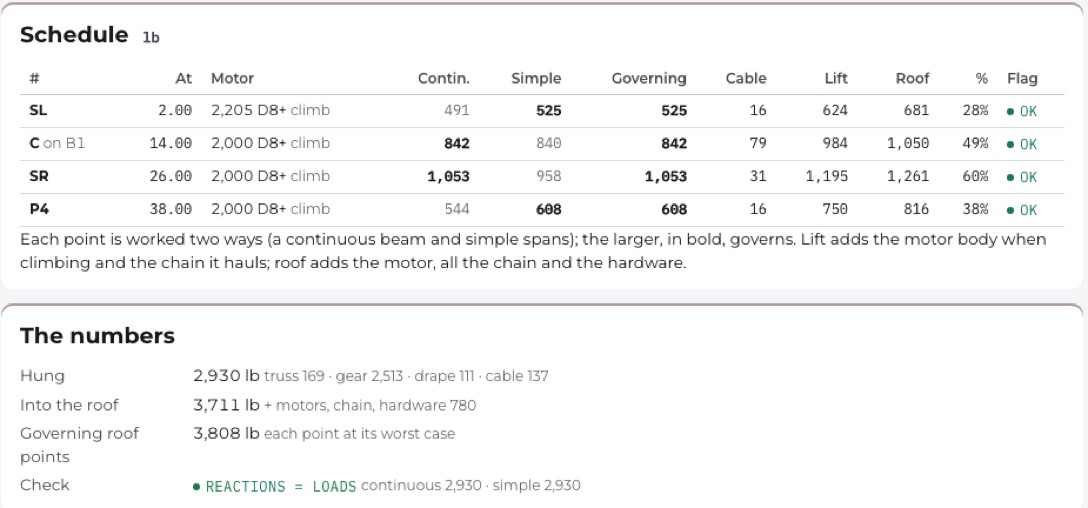 Schedule lb
# At Motor Contin. Simple Governing Cable Lift Roof % Flag
SL 2.00 2,205 D8+ climb 491 525 525 16 624 681 28% OK
C on B1 14.00 2,000 D8+ climb 842 840 842 79 984 1,050 49% OK
SR 26.00 2,000 D8+ climb 1,053 958 1,053 31 1,195 1,261 60% OK
P4 38.00 2,000 D8+ climb 544 608 608 16 750 816 38% OK
Each point is worked two ways (a continuous beam and simple spans); the larger, in bold, governs. Lift adds the motor body when
climbing and the chain it hauls; roof adds the motor, all the chain and the hardware.
The numbers
Hung 2,930 lb truss 169 · gear 2,513 · drape 111 · cable 137
Into the roof 3,711 lb + motors, chain, hardware 780
Governing roof points 3,808 lb each point at its worst case
Check REACTIONS = LOADS continuous 2,930 · simple 2,930